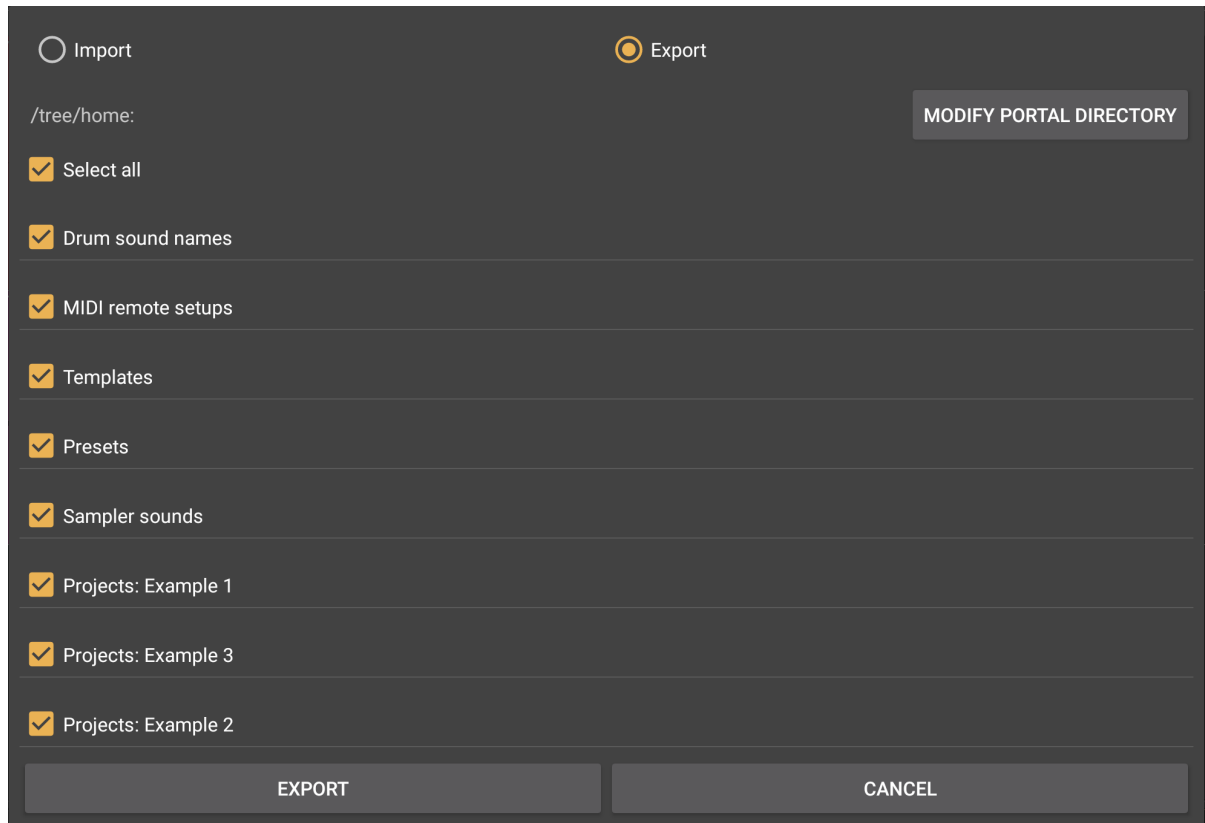 Import
Export
/tree/home:
MODIFY PORTAL DIRECTORY
Select all
Drum sound names
MIDI remote setups
Templates
Presets
Sampler sounds
Projects: Example 1
Projects: Example 3
Projects: Example 2
EXPORT
CANCEL